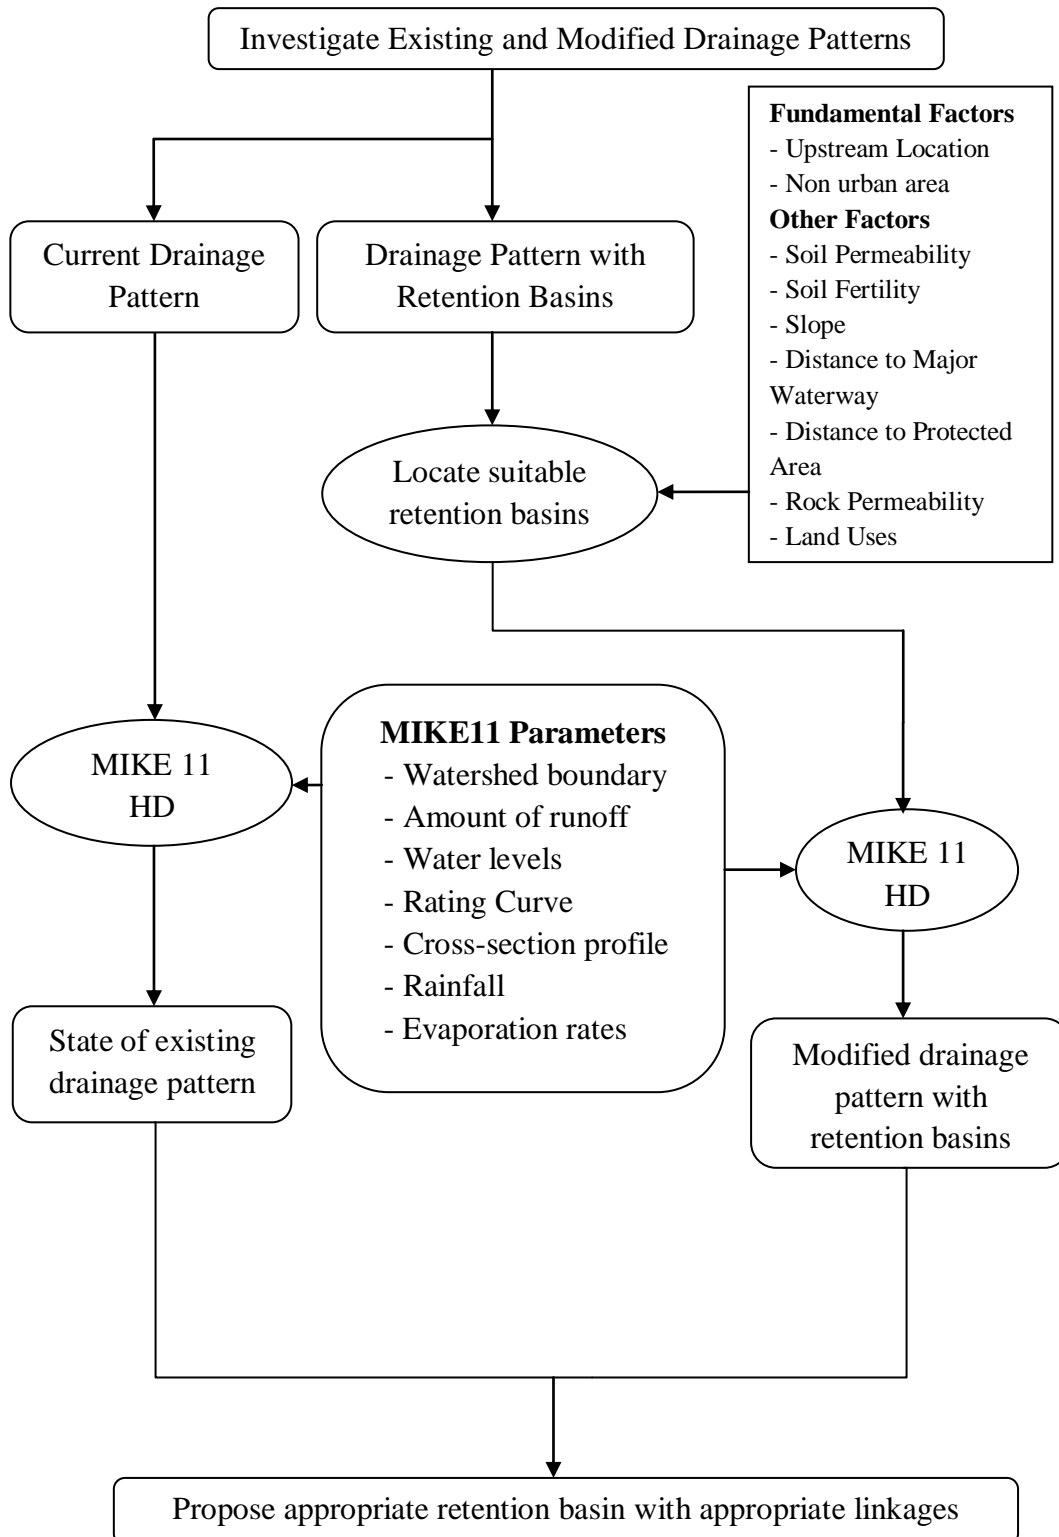 Investigate Existing and Modified Drainage Patterns
Fundamental Factors
- Upstream Location
- Non urban area
Other Factors
- Soil Permeability
- Soil Fertility
- Slope
- Distance to Major
Waterway
- Distance to Protected
Area
- Rock Permeability
- Land Uses
Current Drainage
Pattern
Drainage Pattern with
Retention Basins
Locate suitable
retention basins
MIKE11 Parameters
- Watershed boundary
- Amount of runoff
- Water levels
- Rating Curve
- Cross-section profile
- Rainfall
- Evaporation rates
MIKE 11
HD
MIKE 11
HD
State of existing
drainage pattern
Modified drainage
pattern with
retention basins
Propose appropriate retention basin with appropriate linkages